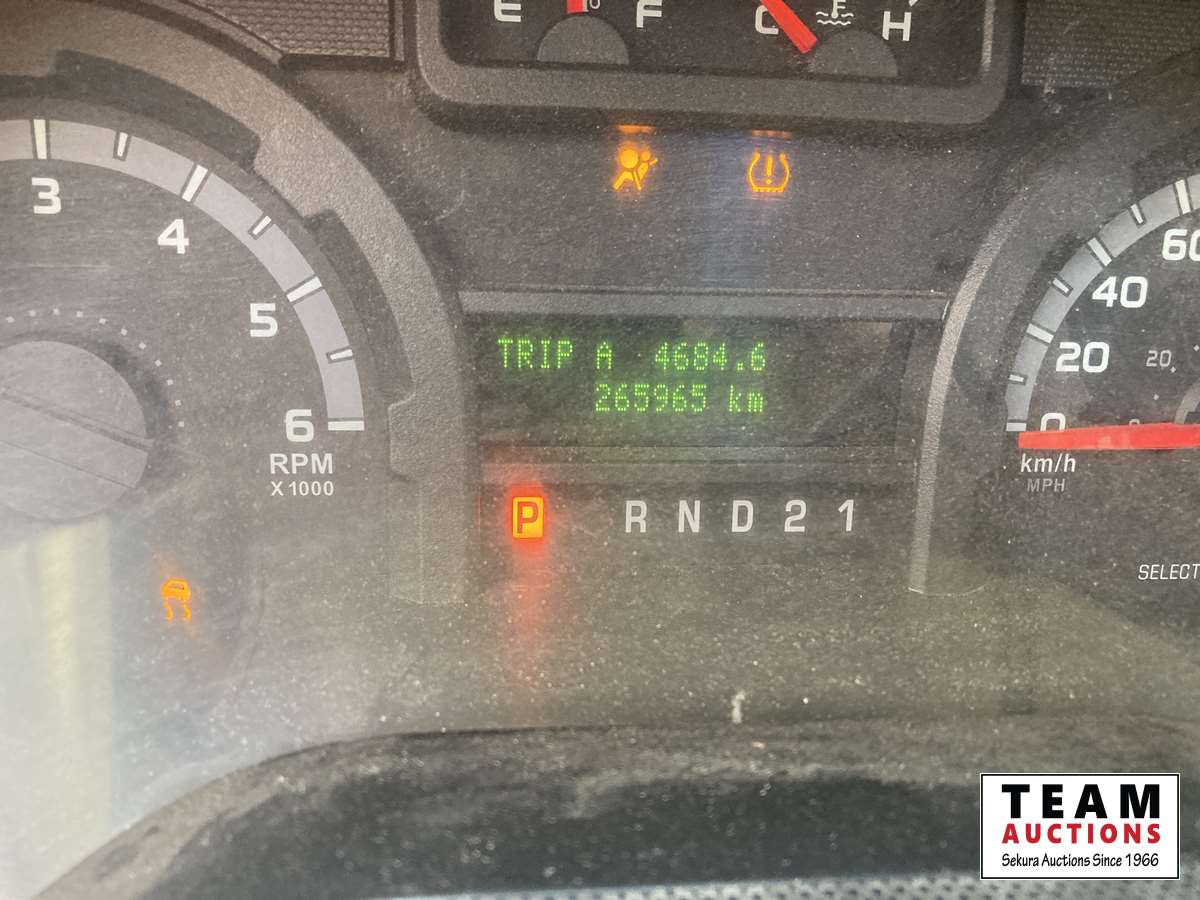 E F C H
3
4
5
6
RPM
X 1000
TRIP A 4684.6
265965 km
P R N D 2 1
60
40
20 20
0
km/h
MPH
SELECT
TEAM
AUCTIONS
Sekura Auctions Since 1966